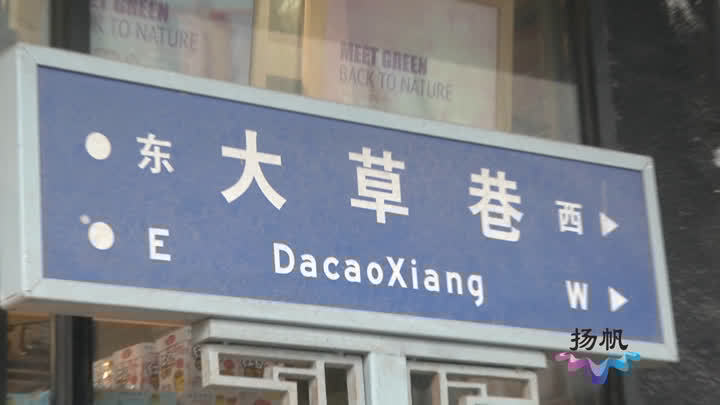 MEET GREEN
BACK TO NATURE
MEET GREEN
BACK TO NATURE
东 大草巷 西
E DacaoXiang W
扬帆